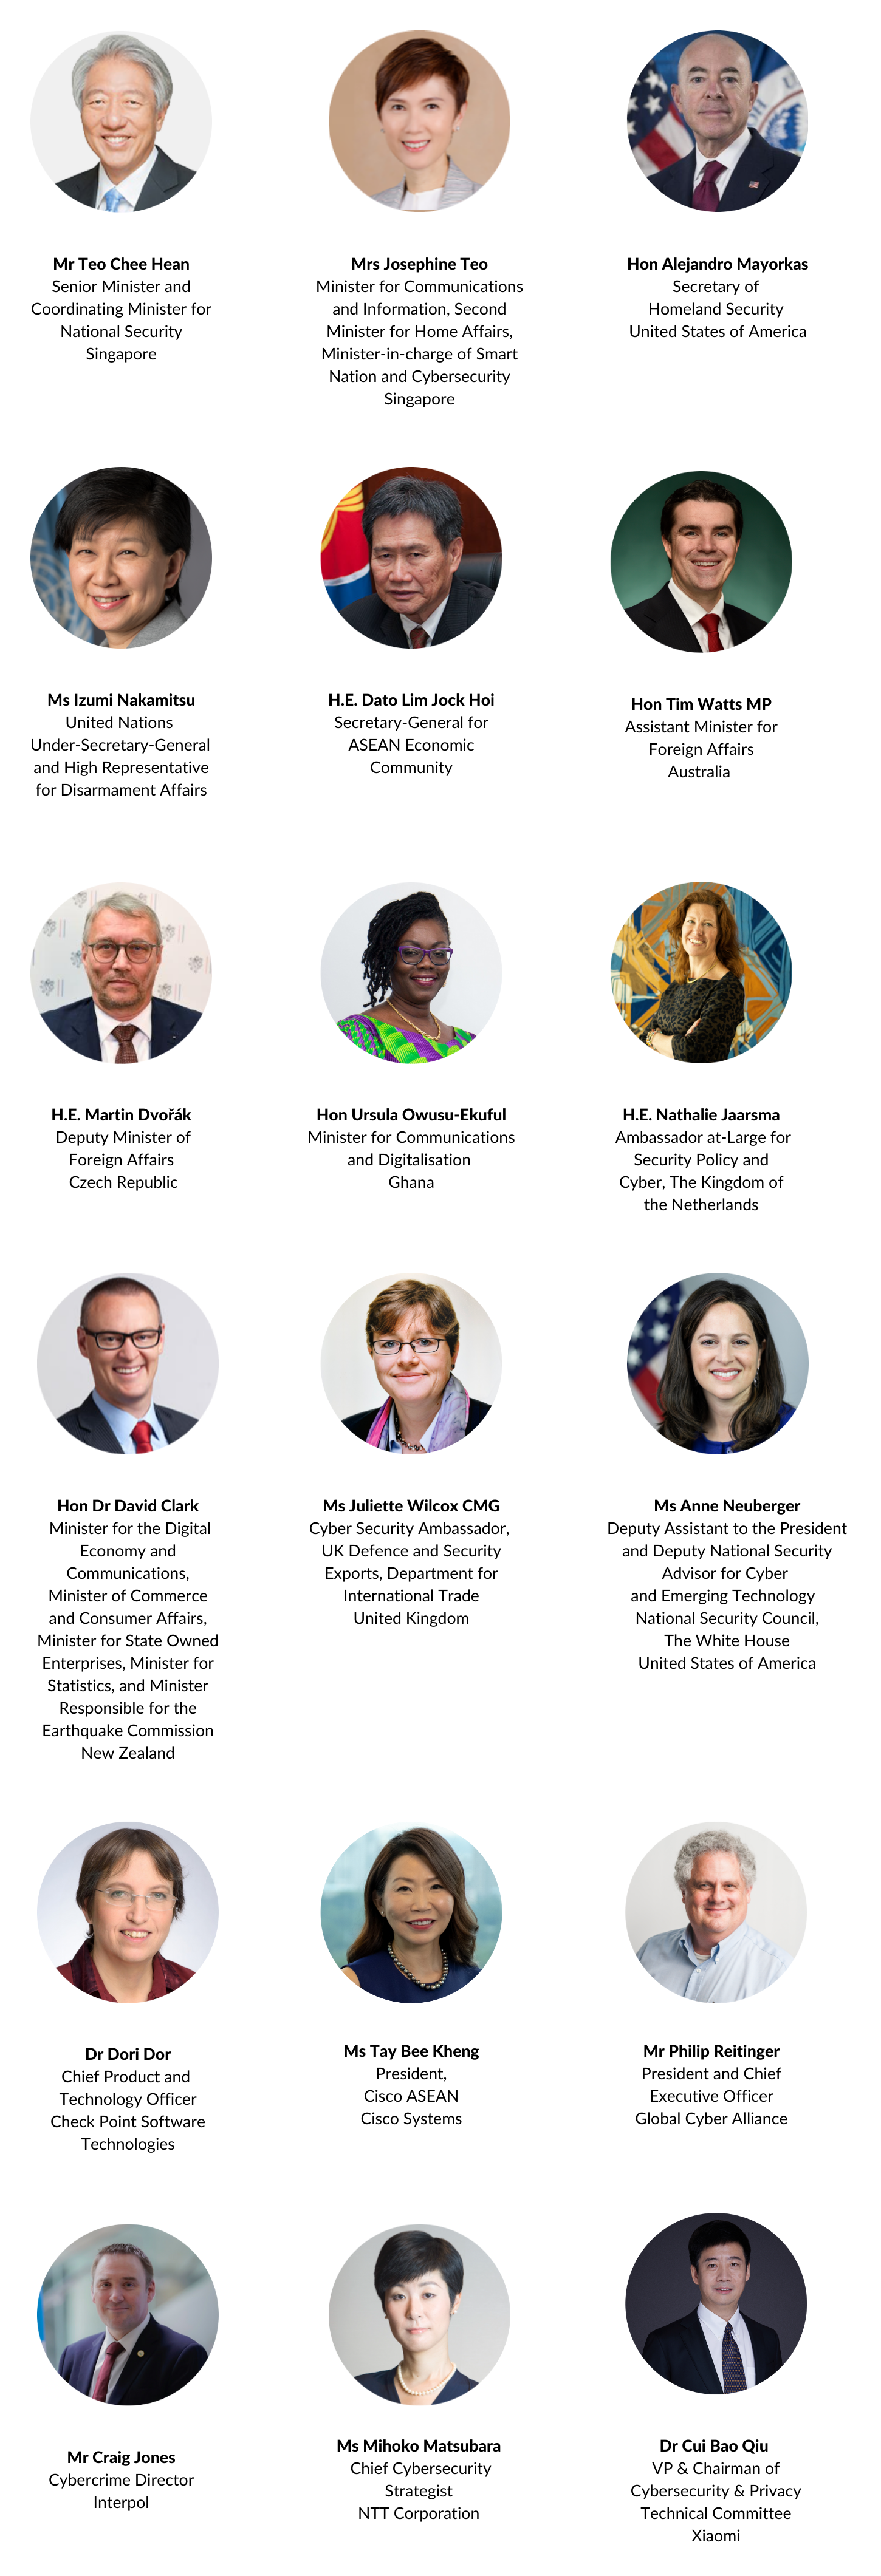 Mr Teo Chee Hean
Senior Minister and
Coordinating Minister for
National Security
Singapore
Mrs Josephine Teo
Minister for Communications
and Information, Second
Minister for Home Affairs,
Minister-in-charge of Smart
Nation and Cybersecurity
Singapore
Hon Alejandro Mayorkas
Secretary of
Homeland Security
United States of America
Ms Izumi Nakamitsu
United Nations
Under-Secretary-General
and High Representative
for Disarmament Affairs
H.E. Dato Lim Jock Hoi
Secretary-General for
ASEAN Economic
Community
Hon Tim Watts MP
Assistant Minister for
Foreign Affairs
Australia
H.E. Martin Dvořák
Deputy Minister of
Foreign Affairs
Czech Republic
Hon Ursula Owusu-Ekuful
Minister for Communications
and Digitalisation
Ghana
H.E. Nathalie Jaarsma
Ambassador at-Large for
Security Policy and
Cyber, The Kingdom of
the Netherlands
Hon Dr David Clark
Minister for the Digital
Economy and
Communications,
Minister of Commerce
and Consumer Affairs,
Minister for State Owned
Enterprises, Minister for
Statistics, and Minister
Responsible for the
Earthquake Commission
New Zealand
Ms Juliette Wilcox CMG
Cyber Security Ambassador,
UK Defence and Security
Exports, Department for
International Trade
United Kingdom
Ms Anne Neuberger
Deputy Assistant to the President
and Deputy National Security
Advisor for Cyber
and Emerging Technology
National Security Council,
The White House
United States of America
Dr Dori Dor
Chief Product and
Technology Officer
Check Point Software
Technologies
Ms Tay Bee Kheng
President,
Cisco ASEAN
Cisco Systems
Mr Philip Reitinger
President and Chief
Executive Officer
Global Cyber Alliance
Mr Craig Jones
Cybercrime Director
Interpol
Ms Mihoko Matsubara
Chief Cybersecurity
Strategist
NTT Corporation
Dr Cui Bao Qiu
VP & Chairman of
Cybersecurity & Privacy
Technical Committee
Xiaomi